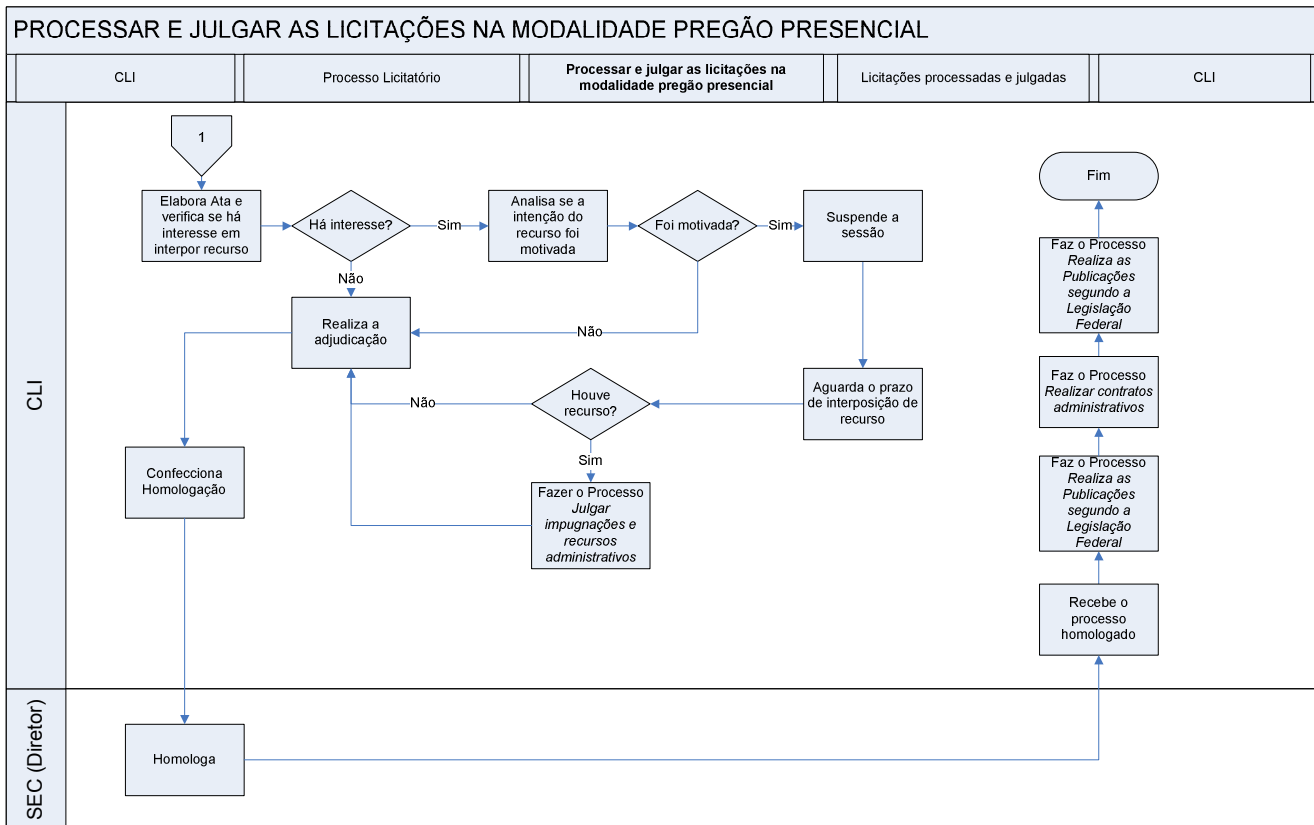 PROCESSAR E JULGAR AS LICITAÇÕES NA MODALIDADE PREGÃO PRESENCIAL
CLI
Processo Licitatório
Processar e julgar as licitações na
modalidade pregão presencial
Licitações processadas e julgadas
CLI
CLI
1
Elabora Ata e
verifica se há
interesse em
interpor recurso
Há interesse?
Sim
Analisa se a
intenção do
recurso foi
motivada
Foi motivada?
Sim
Suspende a
sessão
Não
Realiza a
adjudicação
Não
Aguarda o prazo
de interposição de
recurso
Houve
recurso?
Não
Sim
Fazer o Processo
Julgar
impugnações e
recursos
administrativos
Confecciona
Homologação
Fim
Faz o Processo
Realiza as
Publicações
segundo a
Legislação
Federal
Faz o Processo
Realizar contratos
administrativos
Faz o Processo
Realiza as
Publicações
segundo a
Legislação
Federal
Recebe o
processo
homologado
SEC (Diretor)
Homologa